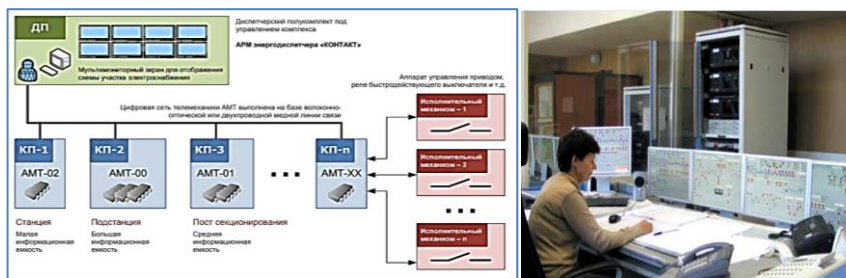 ДП
Диспетчерский полукомплект под
управлением комплекса
АРМ энергодиспетчера «КОНТАКТ»
Мультимониторный экран для отображения
схемы участка электроснабжения
Аппарат управления приводом,
реле быстродействующего выключателя и т.д.
Цифровая сеть телемеханики АМТ выполнена на базе волоконно-
оптической или двухпроводной медной линии связи
Исполнительный
механизм – 1
КП-1
КП-2
КП-3
КП-n
АМТ-02
АМТ-00
АМТ-01
АМТ-ХХ
Исполнительный
механизм – 2
Станция
Подстанция
Пост секционирования
Малая
информационная
емкость
Большая
информационная
емкость
Средняя
информационная
емкость
Исполнительный
механизм – n